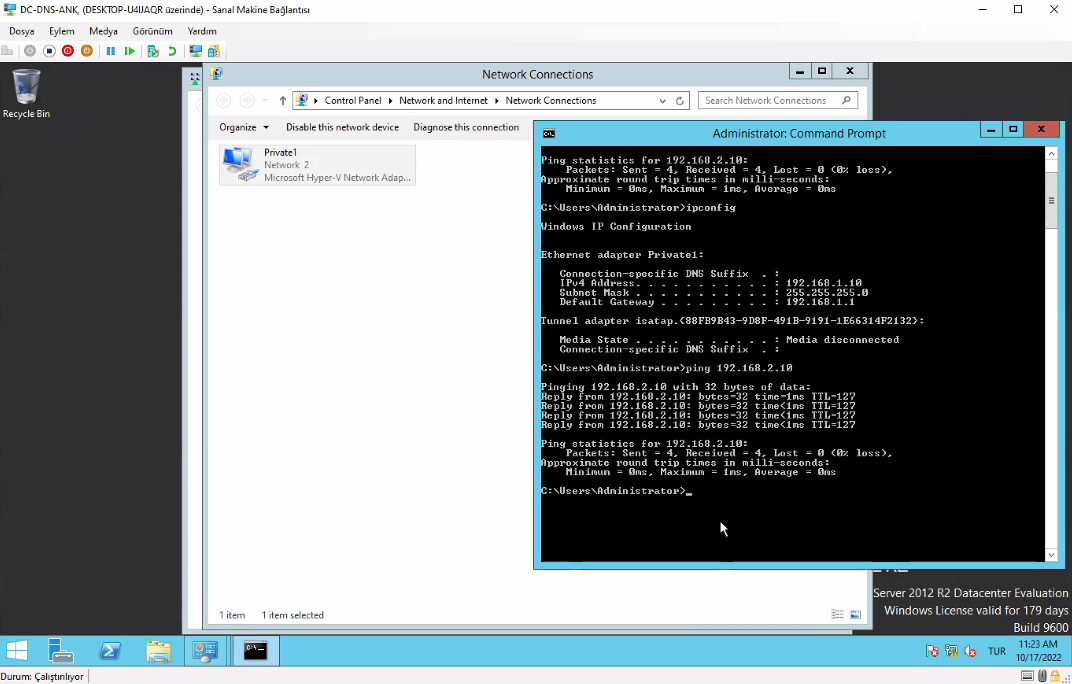 DC-DNS-ANK, (DESKTOP-U4UAQR üzerinde) - Sanal Makine Bağlantısı
Dosya Eylem Medya Görünüm Yardım
Recycle Bin
Network Connections
Control Panel Network and Internet Network Connections
Search Network Connections
Organize Disable this network device Diagnose this connection
Private1
Network 2
Microsoft Hyper-V Network Adap...
1 item 1 item selected
Administrator: Command Prompt
Ping statistics for 192.168.2.10:
Packets: Sent = 4, Received = 4, Lost = 0 (0% loss),
Approximate round trip times in milli-seconds:
Minimum = 0ms, Maximum = 1ms, Average = 0ms
C:\Users\Administrator>ipconfig
Windows IP Configuration
Ethernet adapter Private1:
Connection-specific DNS Suffix . :
IPv4 Address. . . . . . . . . . . : 192.168.1.10
Subnet Mask . . . . . . . . . . . : 255.255.255.0
Default Gateway . . . . . . . . . : 192.168.1.1
Tunnel adapter isatap.{88FB9B43-9D8F-491B-9191-1E66314F2132}:
Media State . . . . . . . . . . . : Media disconnected
Connection-specific DNS Suffix . :
C:\Users\Administrator>ping 192.168.2.10
Pinging 192.168.2.10 with 32 bytes of data:
Reply from 192.168.2.10: bytes=32 time=1ms TTL=127
Reply from 192.168.2.10: bytes=32 time<1ms TTL=127
Reply from 192.168.2.10: bytes=32 time<1ms TTL=127
Reply from 192.168.2.10: bytes=32 time<1ms TTL=127
Ping statistics for 192.168.2.10:
Packets: Sent = 4, Received = 4, Lost = 0 (0% loss),
Approximate round trip times in milli-seconds:
Minimum = 0ms, Maximum = 1ms, Average = 0ms
C:\Users\Administrator>_
Server 2012 R2 Datacenter Evaluation
Windows License valid for 179 days
Build 9600
TUR
11:23 AM
10/17/2022
Durum: Çalıştırılıyor